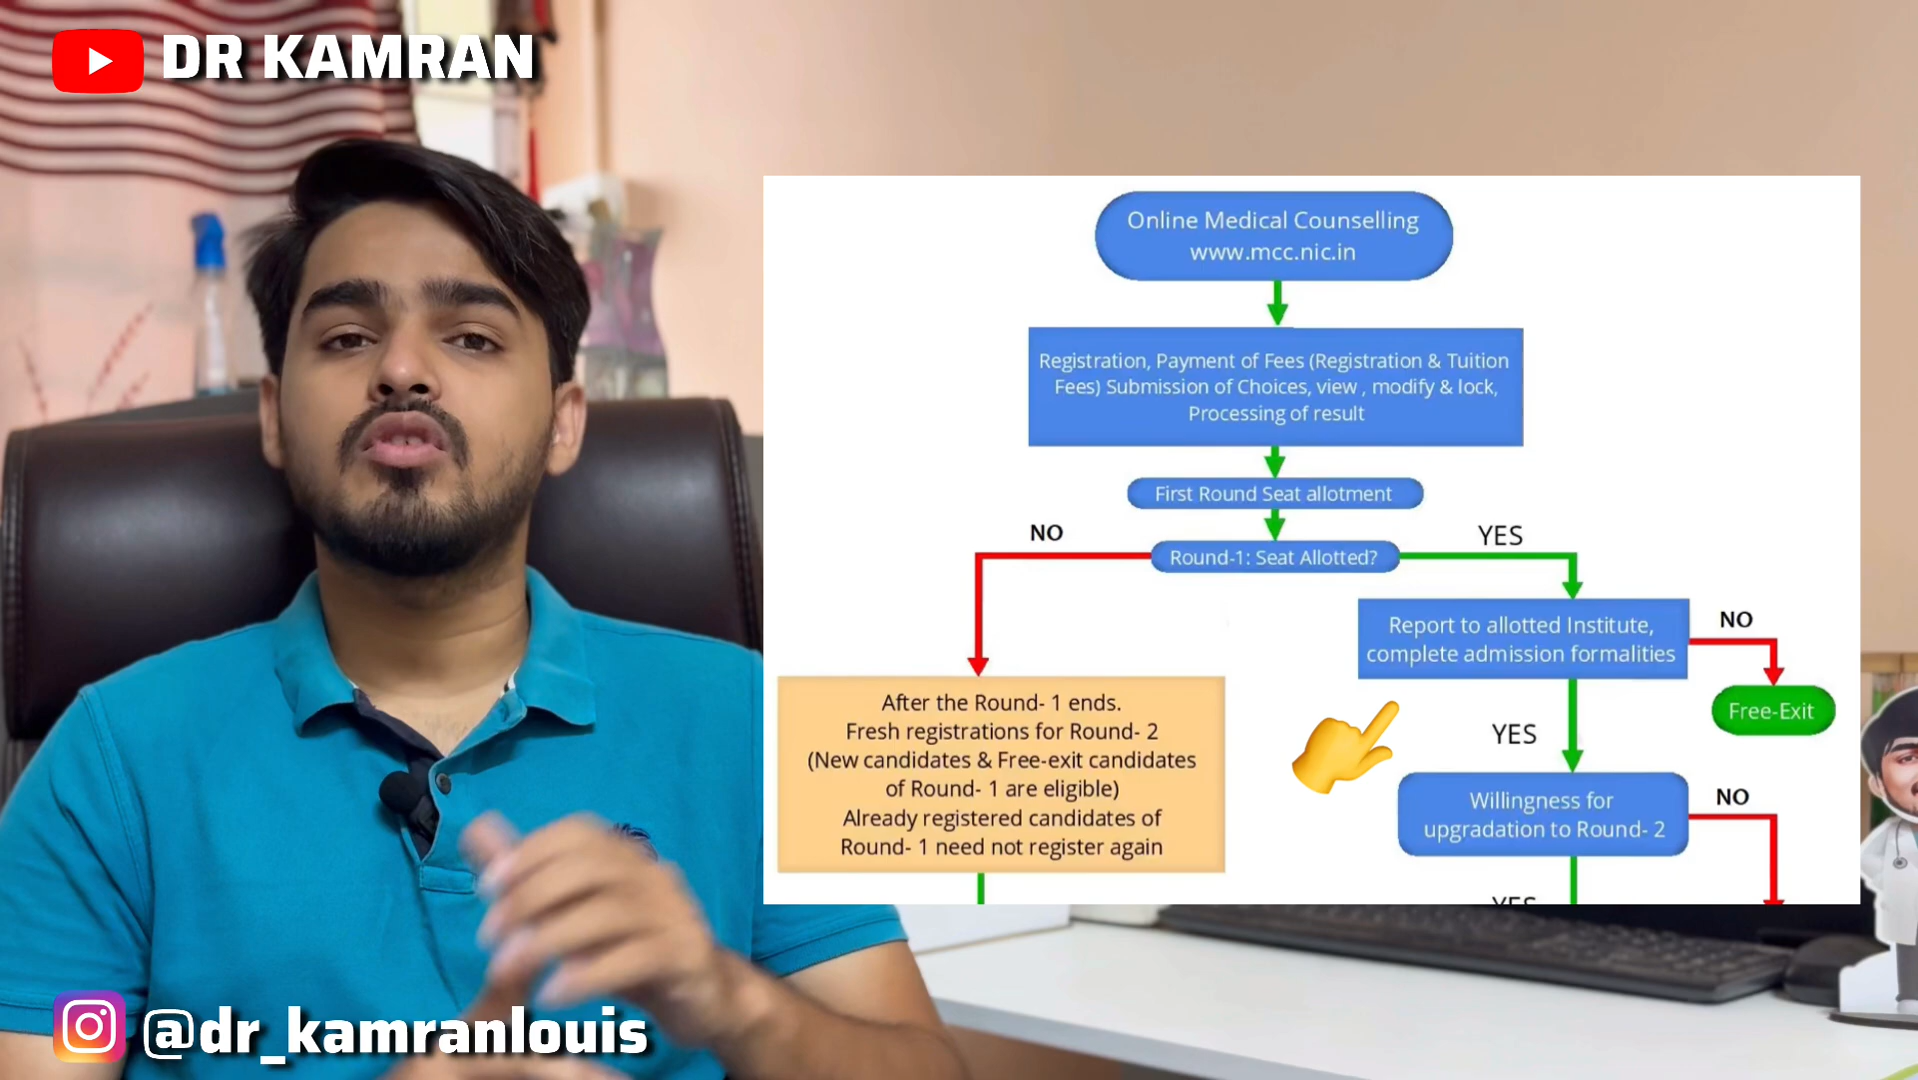 DR KAMRAN
Online Medical Counselling
www.mcc.nic.in
Registration, Payment of Fees (Registration & Tuition
Fees) Submission of Choices, view , modify & lock,
Processing of result
First Round Seat allotment
NO
YES
Round-1: Seat Allotted?
Report to allotted Institute,
complete admission formalities
NO
Free-Exit
After the Round- 1 ends.
Fresh registrations for Round- 2
(New candidates & Free-exit candidates
of Round- 1 are eligible)
Already registered candidates of
Round- 1 need not register again
YES
Willingness for
upgradation to Round- 2
NO
YES
@dr_kamranlouis